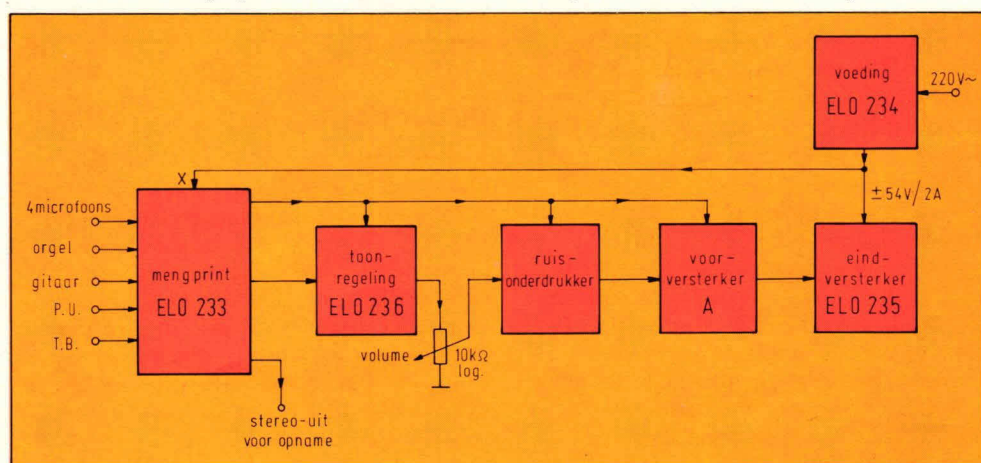 voeding
ELO 234
220V~
X
±54V/2A
4microfoons
orgel
gitaar
P.U.
T.B.
mengprint
ELO 233
toon-
regeling
ELO 236
volume
10kΩ
log.
ruis-
onderdrukker
voor-
versterker
A
eind-
versterker
ELO 235
stereo-uit
voor opname